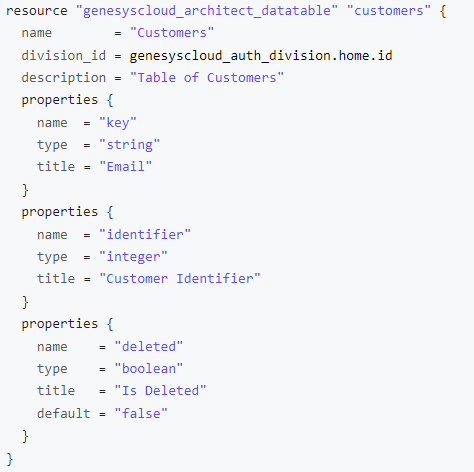 resource "genesyscloud_architect_datatable" "customers" {
  name        = "Customers"
  division_id = genesyscloud_auth_division.home.id
  description = "Table of Customers"
  properties {
    name  = "key"
    type  = "string"
    title = "Email"
  }
  properties {
    name  = "identifier"
    type  = "integer"
    title = "Customer Identifier"
  }
  properties {
    name    = "deleted"
    type    = "boolean"
    title   = "Is Deleted"
    default = "false"
  }
}